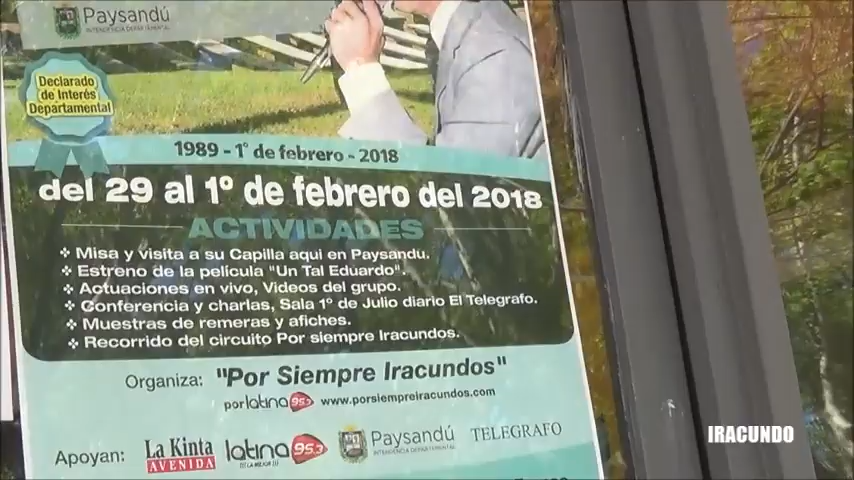 Paysandú
INTENDENCIA DEPARTAMENTAL
Declarado
de Interés
Departamental
1989 - 1° de febrero - 2018
del 29 al 1º de febrero del 2018
ACTIVIDADES
❖ Misa y visita a su Capilla aqui en Paysandu.
❖ Estreno de la película "Un Tal Eduardo".
❖ Actuaciones en vivo, Videos del grupo.
❖ Conferencia y charlas, Sala 1º de Julio diario El Telegrafo.
❖ Muestras de remeras y afiches.
❖ Recorrido del circuito Por siempre Iracundos.
Organiza: "Por Siempre Iracundos"
porlatina 95.3 www.porsiempreiracundos.com
Apoyan: La Kinta AVENIDA latina 95.3 Paysandú INTENDENCIA DEPARTAMENTAL TELEGRAFO
IRACUNDO